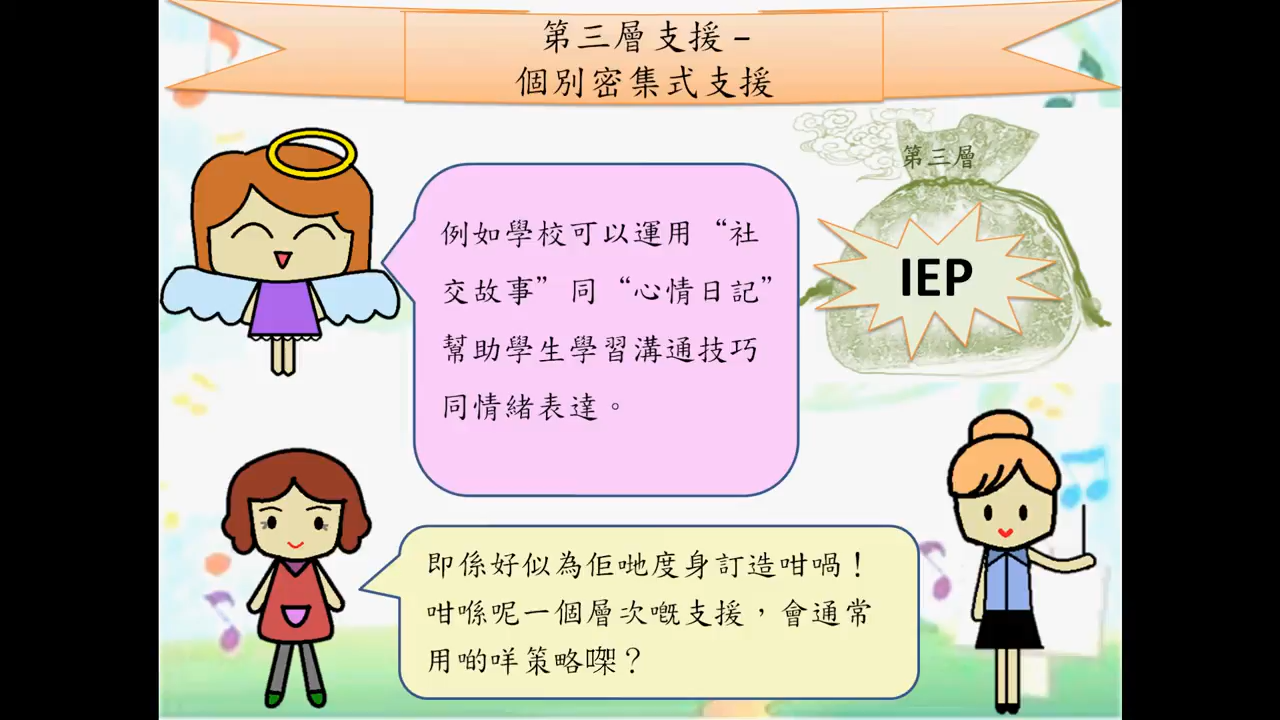 第三層支援–
個別密集式支援
第三層
IEP
例如學校可以運用“社
交故事”同“心情日記”
幫助學生學習溝通技巧
同情緒表達。
即係好似為佢哋度身訂造咁喎！
咁喺呢一個層次嘅支援，會通常
用啲咩策略㗎？